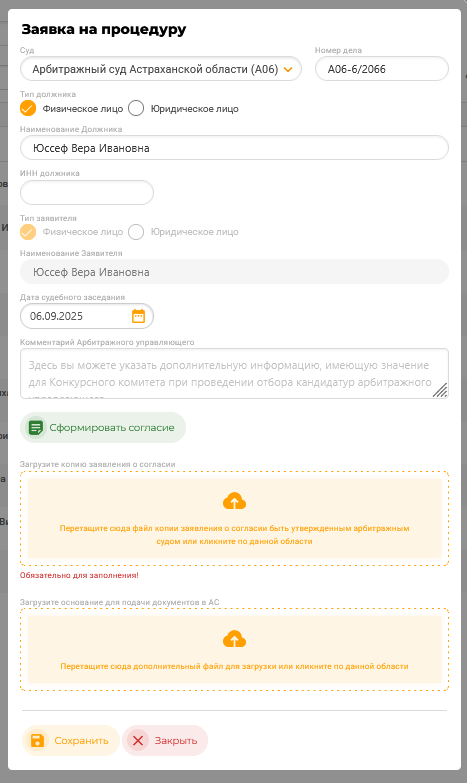 Заявка на процедуру
Суд
Номер дела
Арбитражный суд Астраханской области (А06)
А06-6/2066
Тип должника
Физическое лицо
Юридическое лицо
Наименование Должника
Юссеф Вера Ивановна
ИНН должника
Тип заявителя
Физическое лицо
Юридическое лицо
Наименование Заявителя
Юссеф Вера Ивановна
Дата судебного заседания
06.09.2025
Комментарий Арбитражного управляющего
Здесь вы можете указать дополнительную информацию, имеющую значение
для Конкурсного комитета при проведении отбора кандидатур арбитражного
Сформировать согласие
Загрузите копию заявления о согласии
Перетащите сюда файл копии заявления о согласии быть утвержденным арбитражным
судом или кликните по данной области
Обязательно для заполнения!
Загрузите основание для подачи документов в АС
Перетащите сюда дополнительный файл для загрузки или кликните по данной области
Сохранить
Закрыть